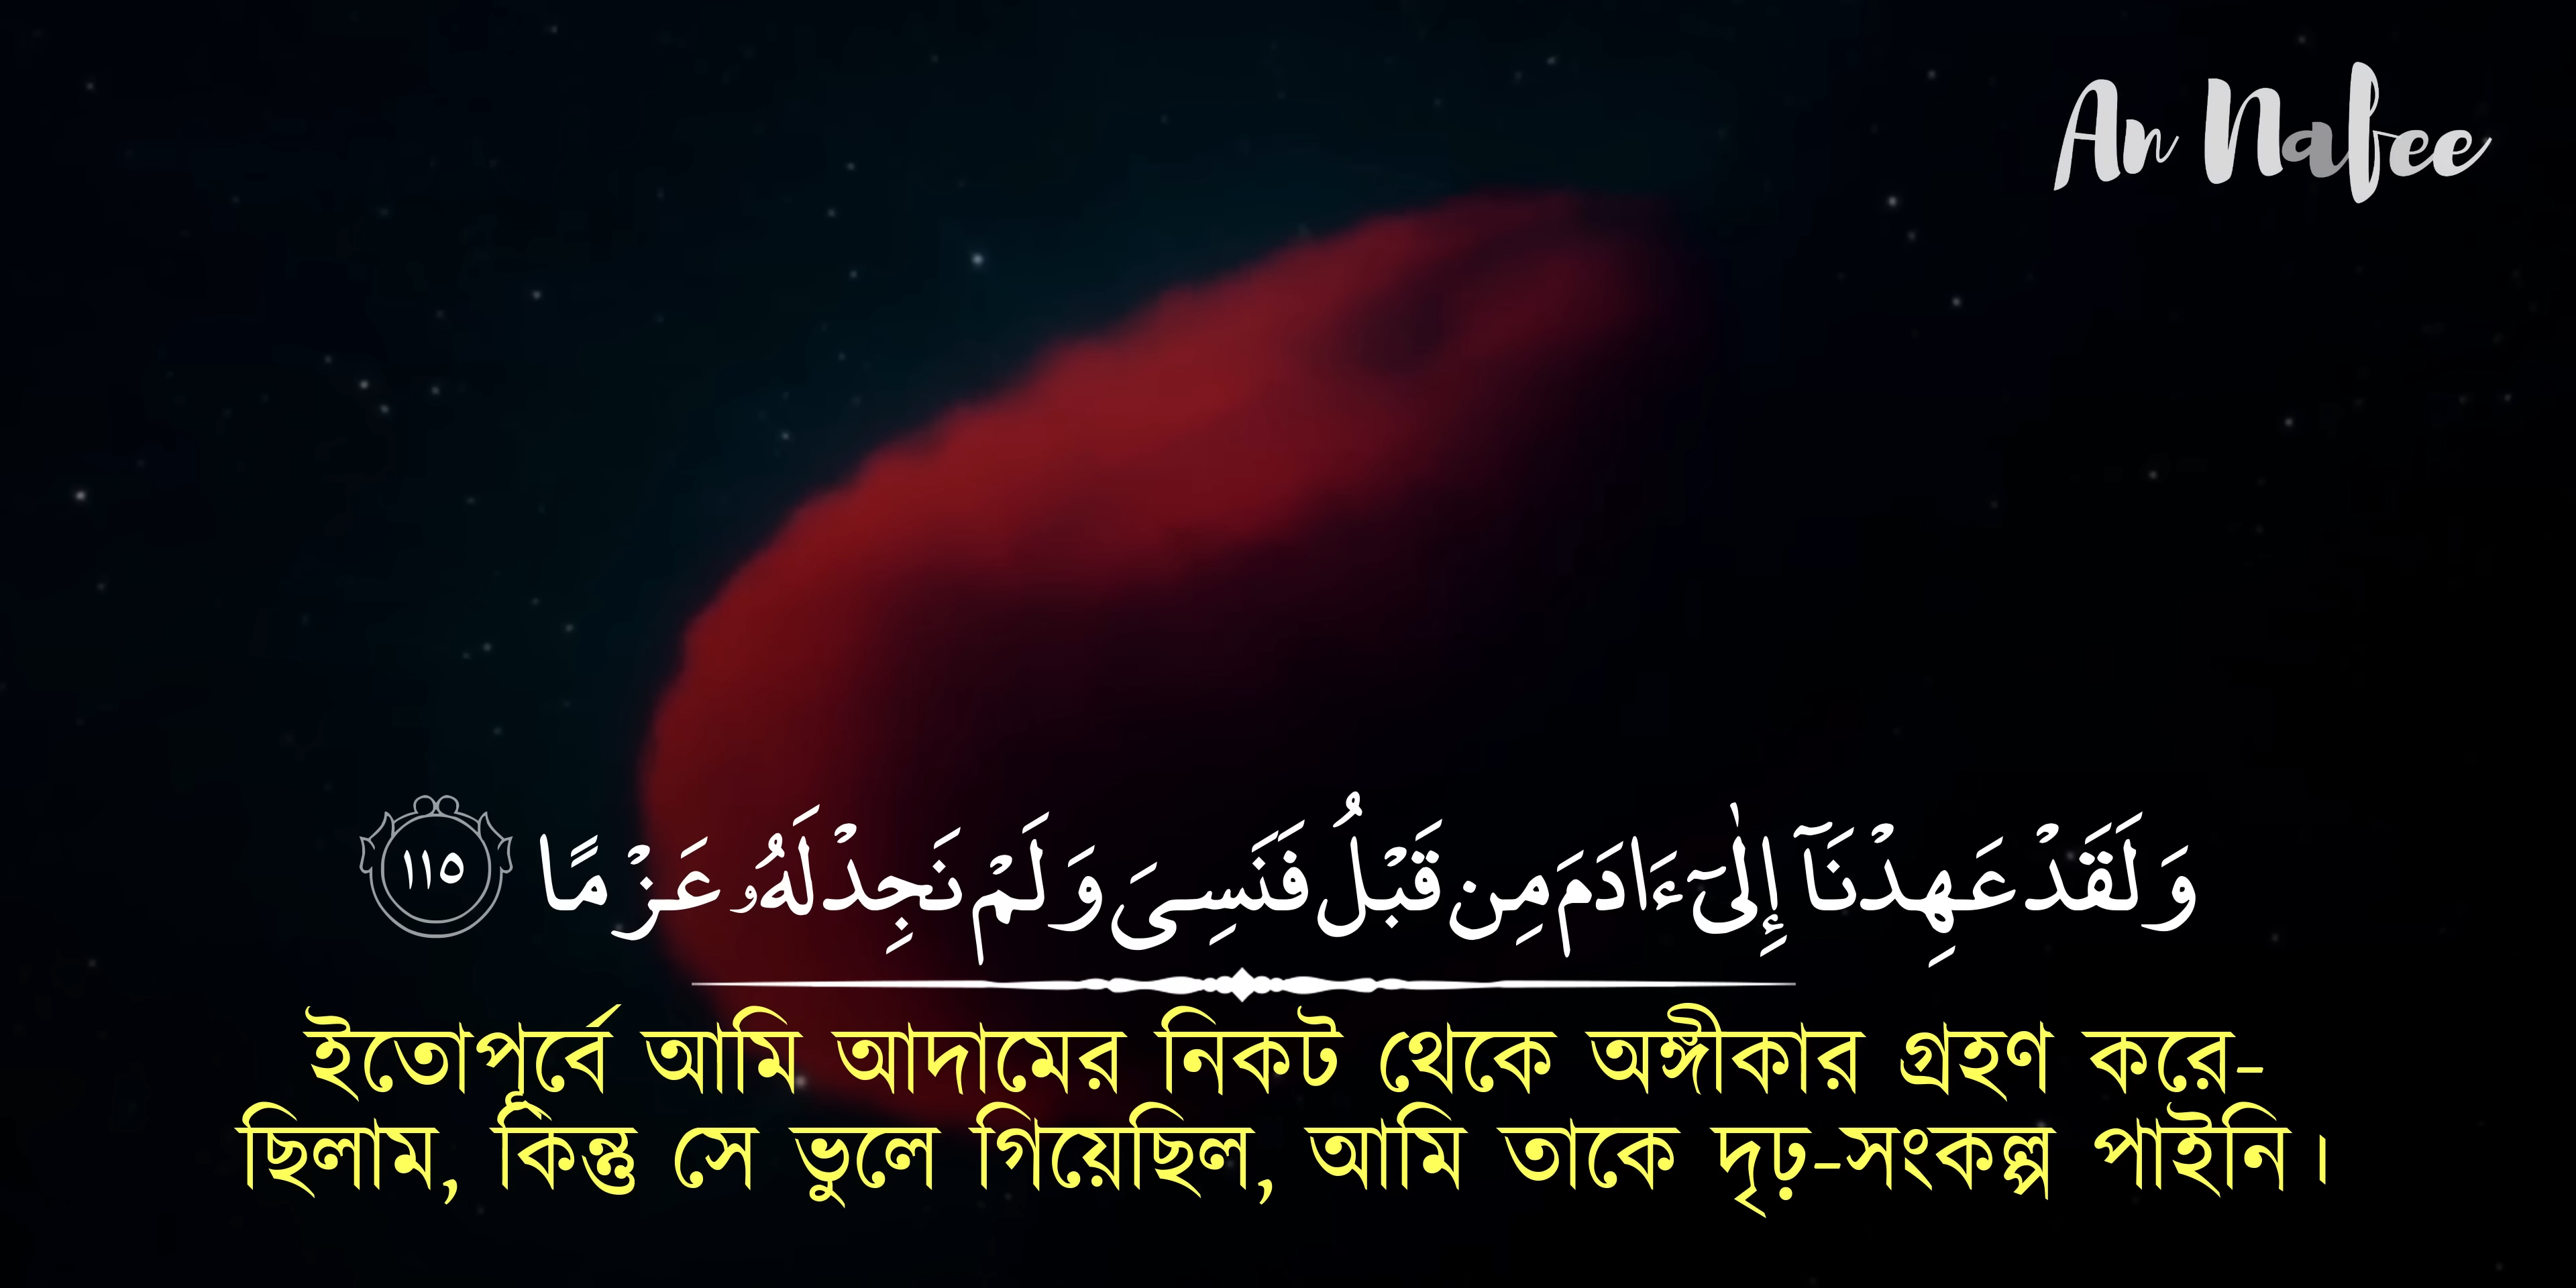 An Nafee
وَلَقَدْ عَهِدْنَآ إِلَىٰٓ ءَادَمَ مِن قَبْلُ فَنَسِىَ وَلَمْ نَجِدْ لَهُۥ عَزْمًا ١١٥
ইতোপূর্বে আমি আদামের নিকট থেকে অঙ্গীকার গ্রহণ করে-
ছিলাম, কিন্তু সে ভুলে গিয়েছিল, আমি তাকে দৃঢ়-সংকল্প পাইনি।